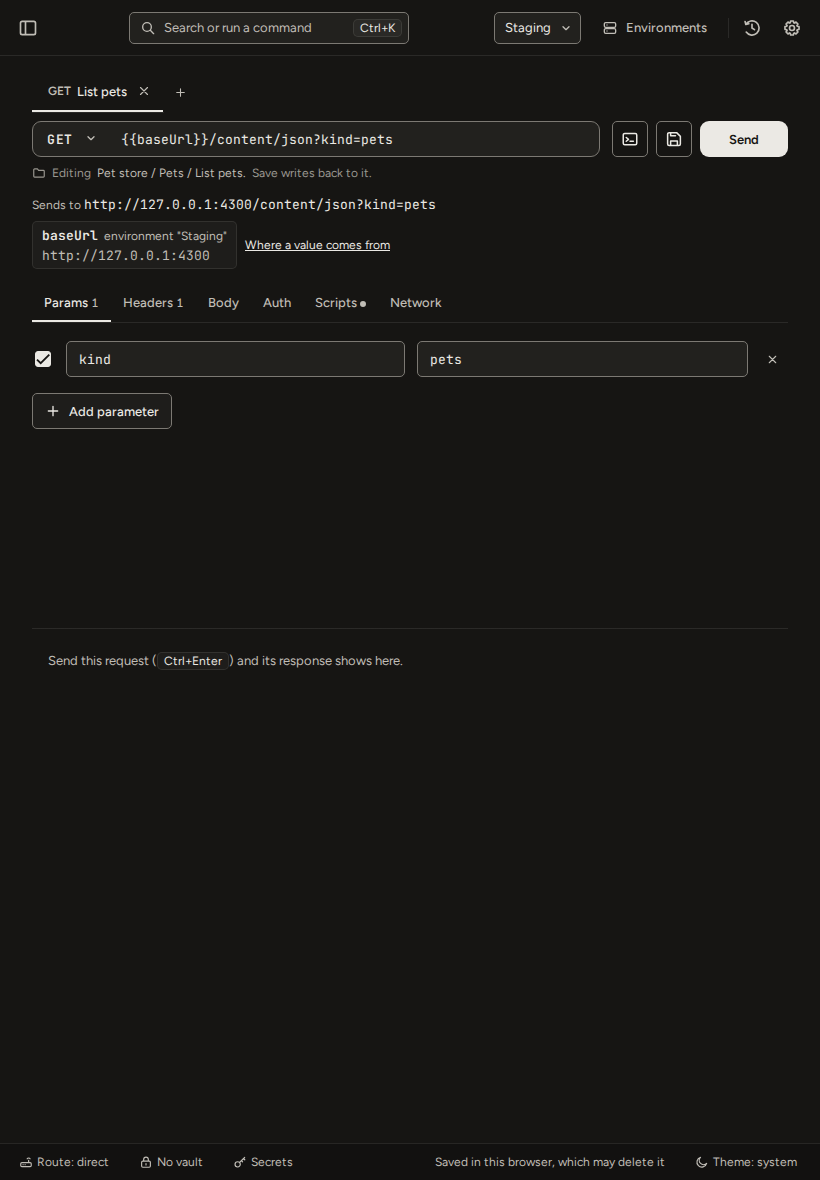 Search or run a command Ctrl+K Staging Environments
GET List pets
GET {{baseUrl}}/content/json?kind=pets Send
Editing Pet store / Pets / List pets. Save writes back to it.
Sends to http://127.0.0.1:4300/content/json?kind=pets
baseUrl environment "Staging"
http://127.0.0.1:4300
Where a value comes from
Params 1 Headers 1 Body Auth Scripts Network
kind pets
Add parameter
Send this request (Ctrl+Enter) and its response shows here.
Route: direct No vault Secrets Saved in this browser, which may delete it Theme: system